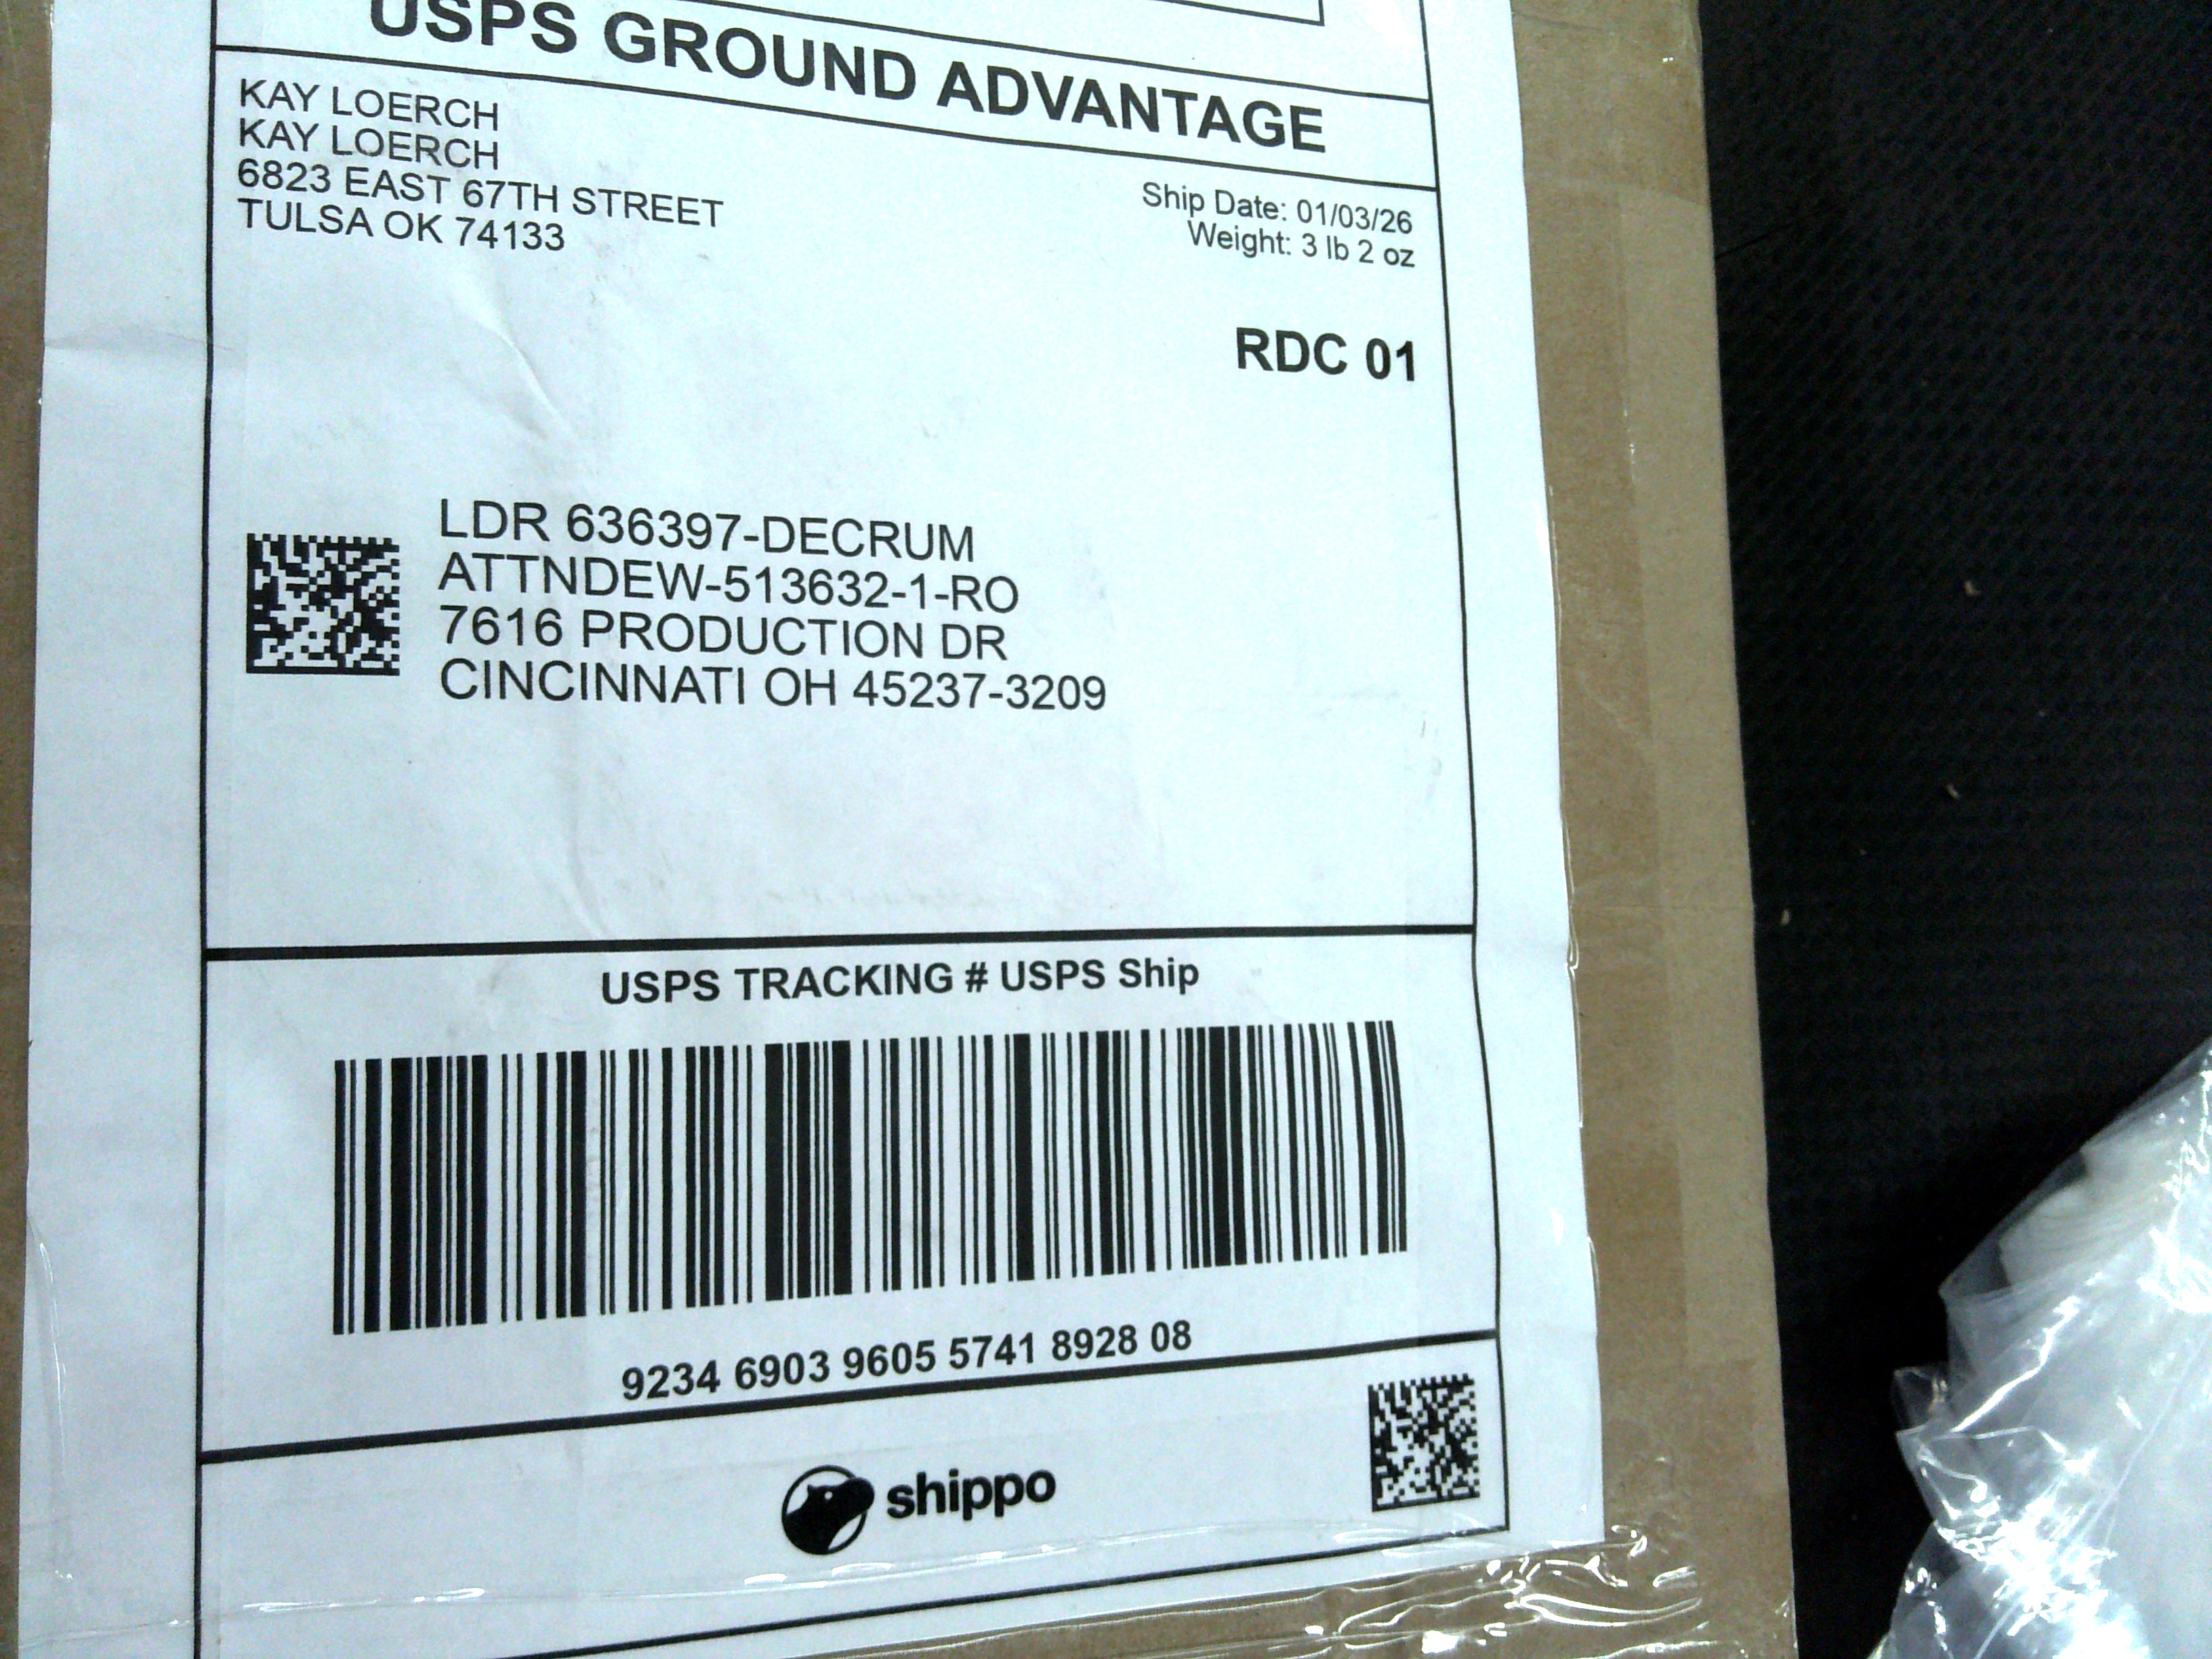 USPS GROUND ADVANTAGE
KAY LOERCH
KAY LOERCH
6823 EAST 67TH STREET
TULSA OK 74133
Ship Date: 01/03/26
Weight: 3 lb 2 oz
RDC 01
LDR 636397-DECRUM
ATTNDEW-513632-1-RO
7616 PRODUCTION DR
CINCINNATI OH 45237-3209
USPS TRACKING # USPS Ship
9234 6903 9605 5741 8928 08
shippo